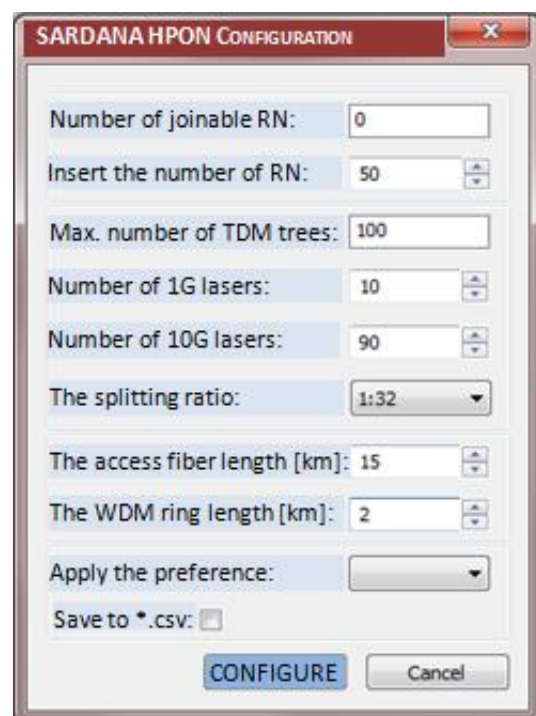 SARDANA HPON CONFIGURATION
Number of joinable RN: 0
Insert the number of RN: 50
Max. number of TDM trees: 100
Number of 1G lasers: 10
Number of 10G lasers: 90
The splitting ratio: 1:32
The access fiber length [km]: 15
The WDM ring length [km]: 2
Apply the preference:
Save to *.csv:
CONFIGURE Cancel